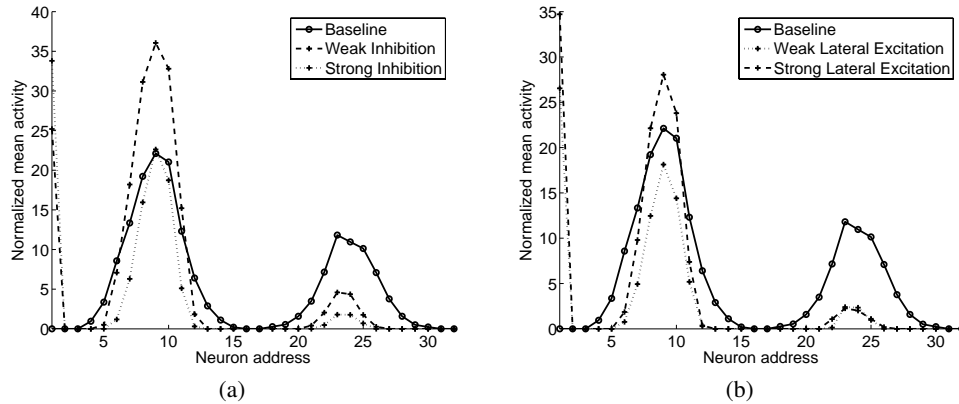 40
35
30
25
20
15
10
5
0
Normalized mean activity
5 10 15 20 25 30
Neuron address
Baseline
Weak Inhibition
Strong Inhibition
(a)
35
30
25
20
15
10
5
0
Normalized mean activity
5 10 15 20 25 30
Neuron address
Baseline
Weak Lateral Excitation
Strong Lateral Excitation
(b)